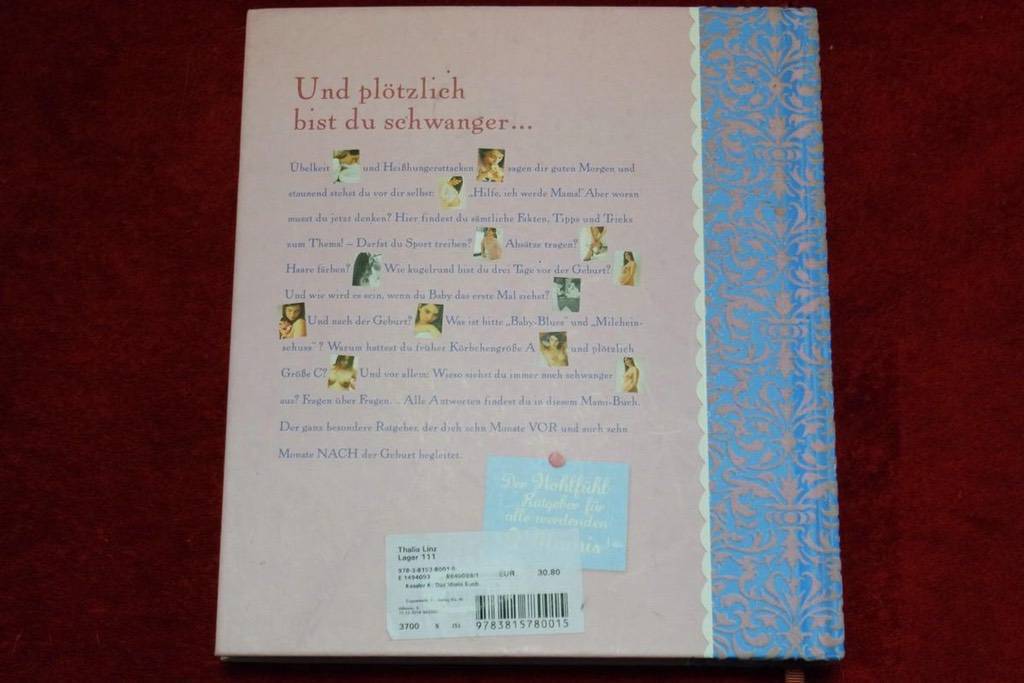 Und plötzlich
bist du schwanger...
Übelkeit und Heißhungerattacken sagen dir guten Morgen und
staunend stehst du vor dir selbst: „Hilfe, ich werde Mama!" Aber woran
musst du jetzt denken? Hier findest du sämtliche Fakten, Tipps und Tricks
zum Thema! – Darfst du Sport treiben? Absätze tragen?
Haare färben? Wie kugelrund bist du drei Tage vor der Geburt?
Und wie wird es sein, wenn du Baby das erste Mal siehst?
Und nach der Geburt? Was ist bitte „Baby-Blues" und „Milchein-
schuss"? Warum hattest du früher Körbchengröße A und plötzlich
Größe C? Und vor allem: Wieso siehst du immer noch schwanger
aus? Fragen über Fragen... Alle Antworten findest du in diesem Mami-Buch.
Der ganz besondere Ratgeber, der dich zehn Monate VOR und auch zehn
Monate NACH der Geburt begleitet.
Der Wohlfühl-
Ratgeber für
alle werdenden
Mamis!
Thalia Linz
Lager 111
978-3-8157-8001-5
E 1494093 EUR 30.80
3700
9783815780015